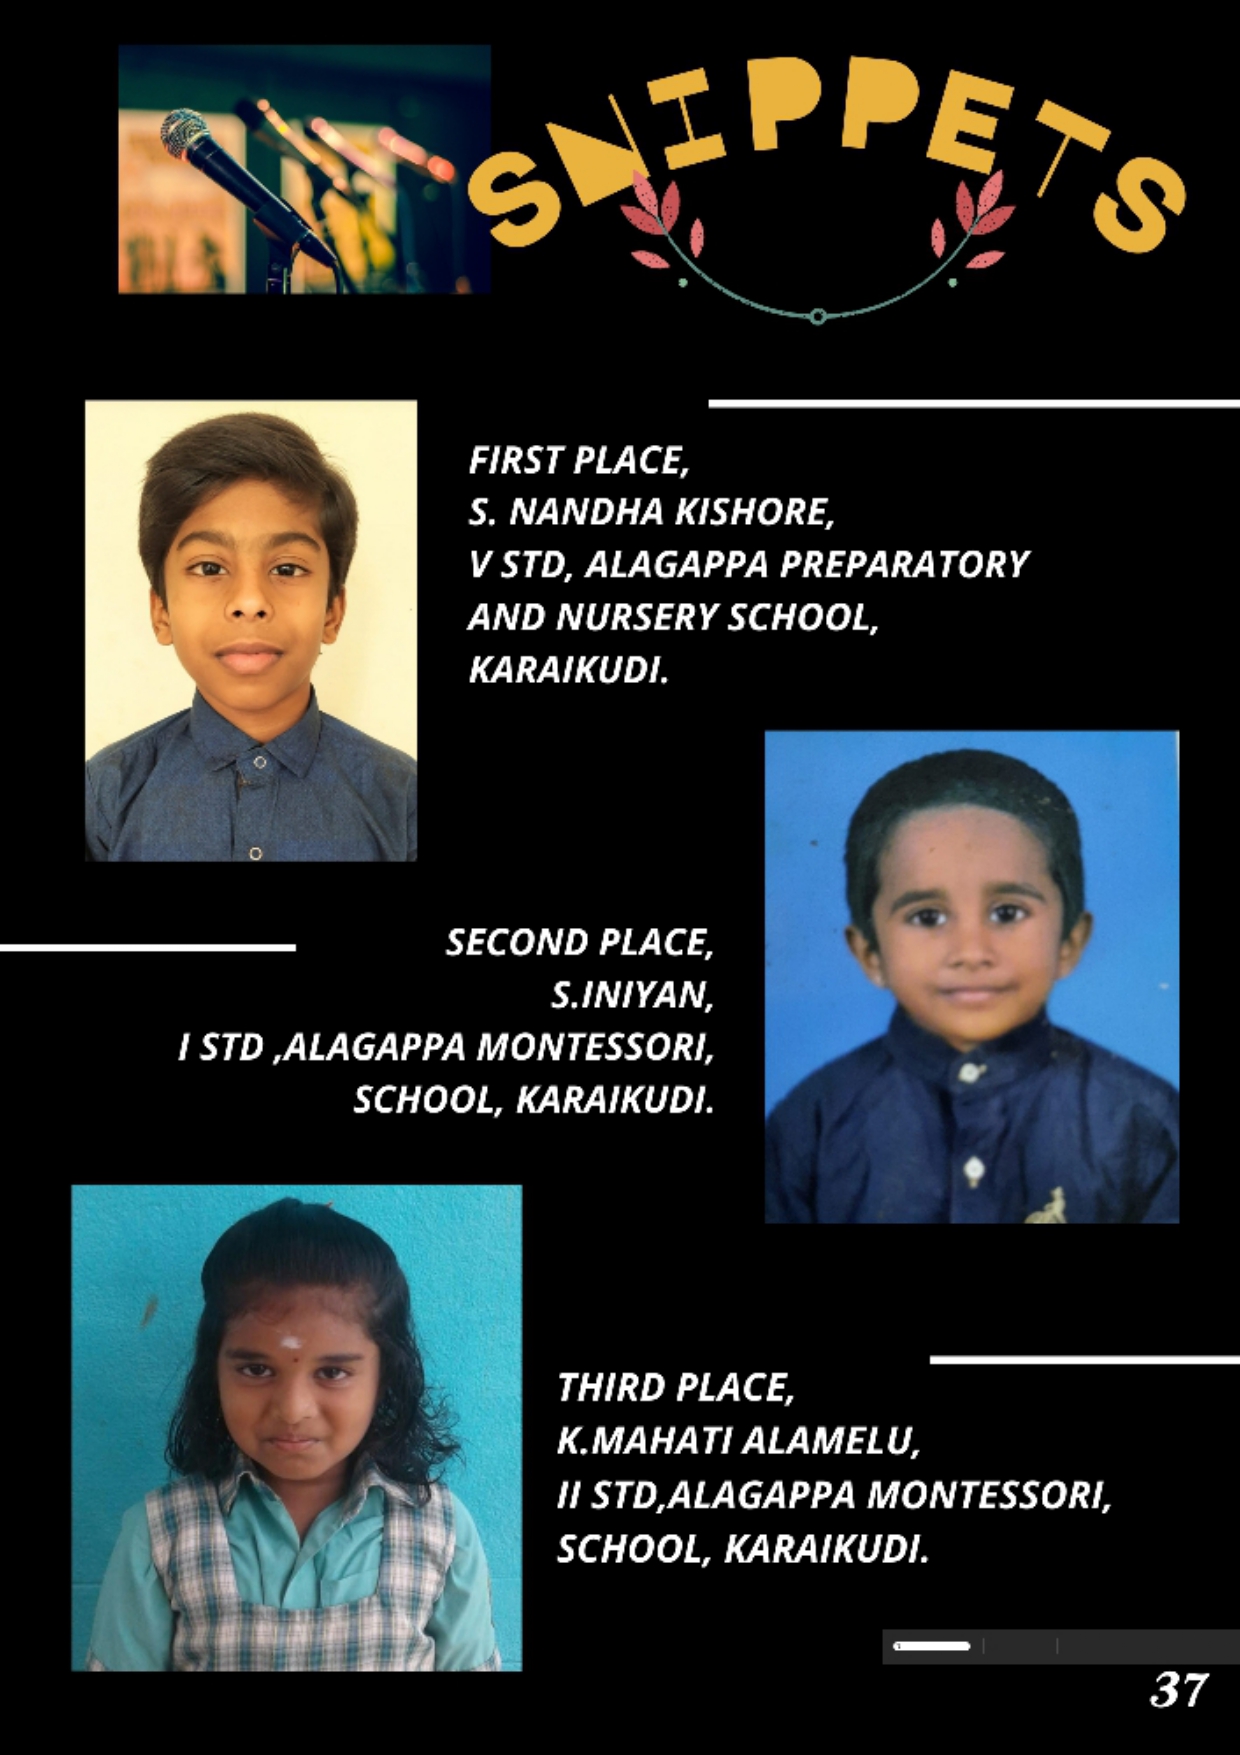 SNIPPETS
FIRST PLACE,
S. NANDHA KISHORE,
V STD, ALAGAPPA PREPARATORY
AND NURSERY SCHOOL,
KARAIKUDI.
SECOND PLACE,
S.INIYAN,
I STD ,ALAGAPPA MONTESSORI,
SCHOOL, KARAIKUDI.
THIRD PLACE,
K.MAHATI ALAMELU,
II STD,ALAGAPPA MONTESSORI,
SCHOOL, KARAIKUDI.
37